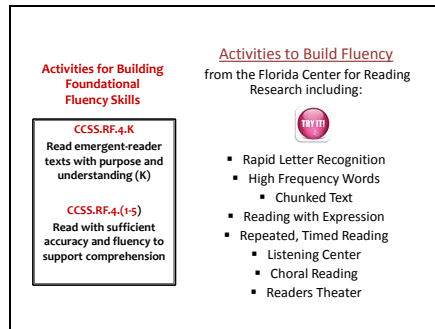 Activities for Building
Foundational
Fluency Skills
CCSS.RF.4.K
Read emergent-reader
texts with purpose and
understanding (K)
CCSS.RF.4.(1-5)
Read with sufficient
accuracy and fluency to
support comprehension
Activities to Build Fluency
from the Florida Center for Reading
Research including:
TRY IT!
▪ Rapid Letter Recognition
▪ High Frequency Words
▪ Chunked Text
▪ Reading with Expression
▪ Repeated, Timed Reading
▪ Listening Center
▪ Choral Reading
▪ Readers Theater